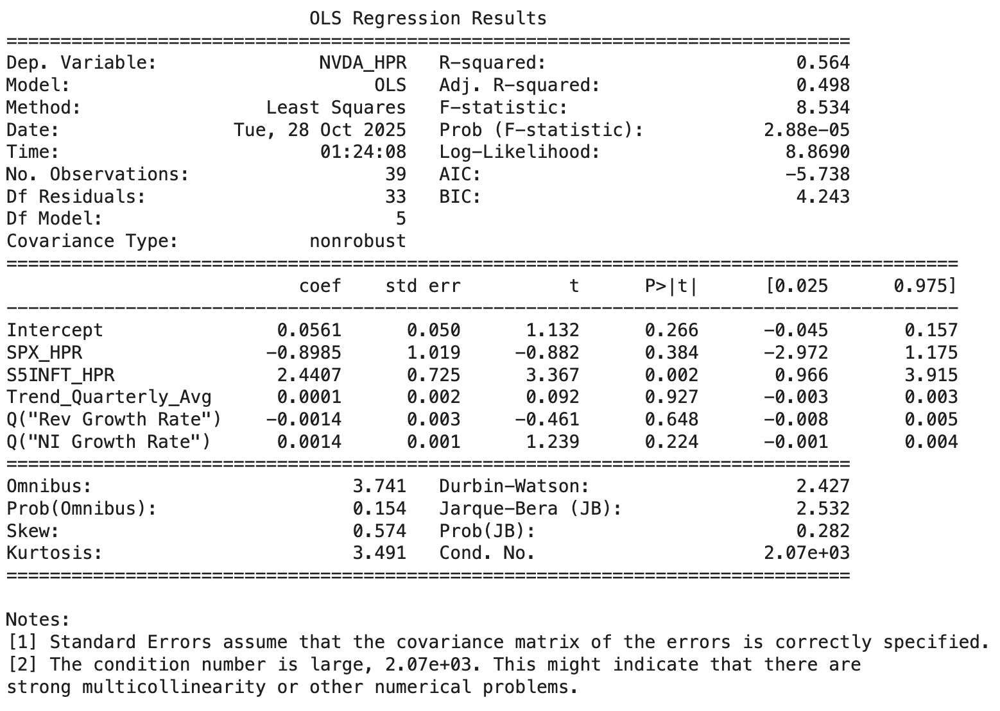 OLS Regression Results
==============================================================================
Dep. Variable:               NVDA_HPR   R-squared:                       0.564
Model:                            OLS   Adj. R-squared:                  0.498
Method:                 Least Squares   F-statistic:                     8.534
Date:                Tue, 28 Oct 2025   Prob (F-statistic):           2.88e-05
Time:                        01:24:08   Log-Likelihood:                 8.8690
No. Observations:                  39   AIC:                            -5.738
Df Residuals:                      33   BIC:                             4.243
Df Model:                           5
Covariance Type:            nonrobust
========================================================================================
                           coef    std err          t      P>|t|      [0.025      0.975]
----------------------------------------------------------------------------------------
Intercept                0.0561      0.050      1.132      0.266      -0.045       0.157
SPX_HPR                 -0.8985      1.019     -0.882      0.384      -2.972       1.175
S5INFT_HPR               2.4407      0.725      3.367      0.002       0.966       3.915
Trend_Quarterly_Avg      0.0001      0.002      0.092      0.927      -0.003       0.003
Q("Rev Growth Rate")    -0.0014      0.003     -0.461      0.648      -0.008       0.005
Q("NI Growth Rate")      0.0014      0.001      1.239      0.224      -0.001       0.004
==============================================================================
Omnibus:                        3.741   Durbin-Watson:                   2.427
Prob(Omnibus):                  0.154   Jarque-Bera (JB):                2.532
Skew:                           0.574   Prob(JB):                        0.282
Kurtosis:                       3.491   Cond. No.                     2.07e+03
==============================================================================
Notes:
[1] Standard Errors assume that the covariance matrix of the errors is correctly specified.
[2] The condition number is large, 2.07e+03. This might indicate that there are
strong multicollinearity or other numerical problems.